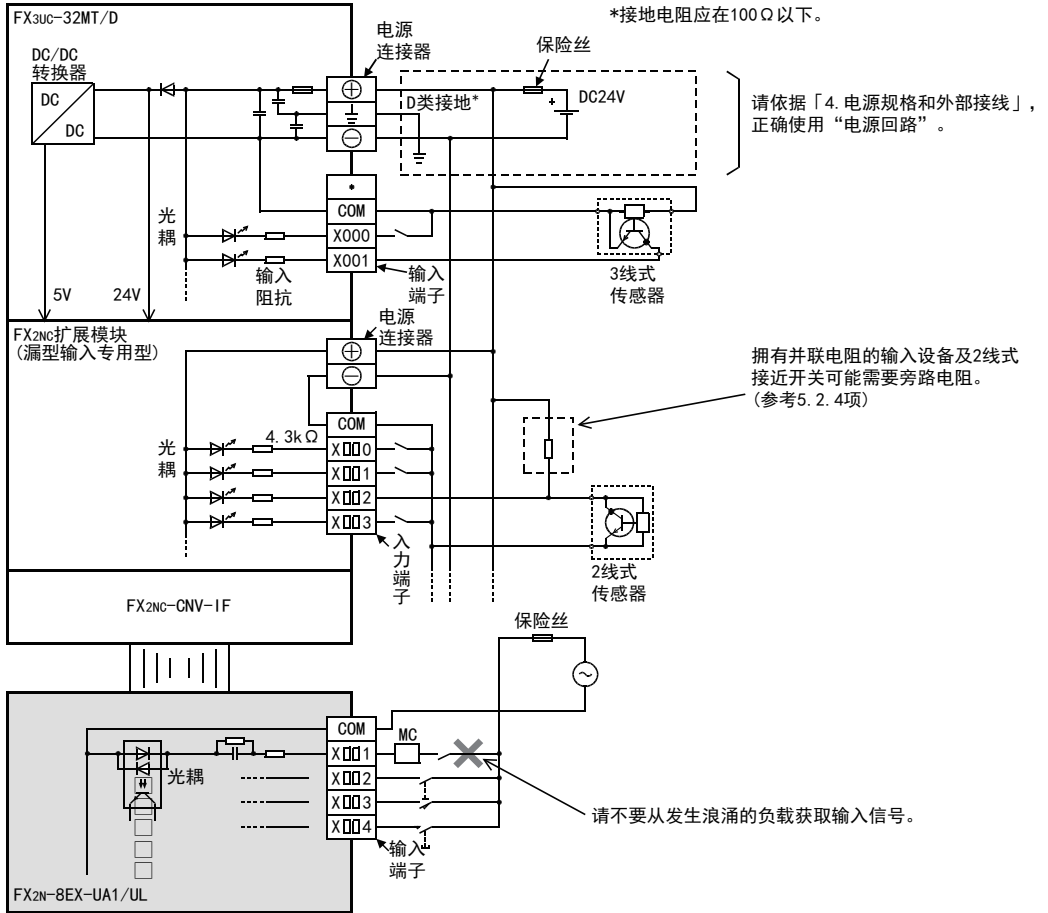 FX3UC-32MT/D
*接地电阻应在100Ω以下。
电源
连接器
保险丝
DC/DC
转换器
DC
DC
D类接地*
DC24V
+
请依据「4.电源规格和外部接线」，
正确使用“电源回路”。
•
COM
X000
X001
光
耦
输入
阻抗
输入
端子
3线式
传感器
5V
24V
FX2NC扩展模块
(漏型输入专用型)
电源
连接器
拥有并联电阻的输入设备及2线式
接近开关可能需要旁路电阻。
(参考5.2.4项)
COM
4.3kΩ
X□□0
X□□1
X□□2
X□□3
光
耦
入
力
端
子
2线式
传感器
FX2NC-CNV-IF
保险丝
COM
MC
X□□1
X□□2
X□□3
X□□4
光耦
请不要从发生浪涌的负载获取输入信号。
输入
端子
FX2N-8EX-UA1/UL